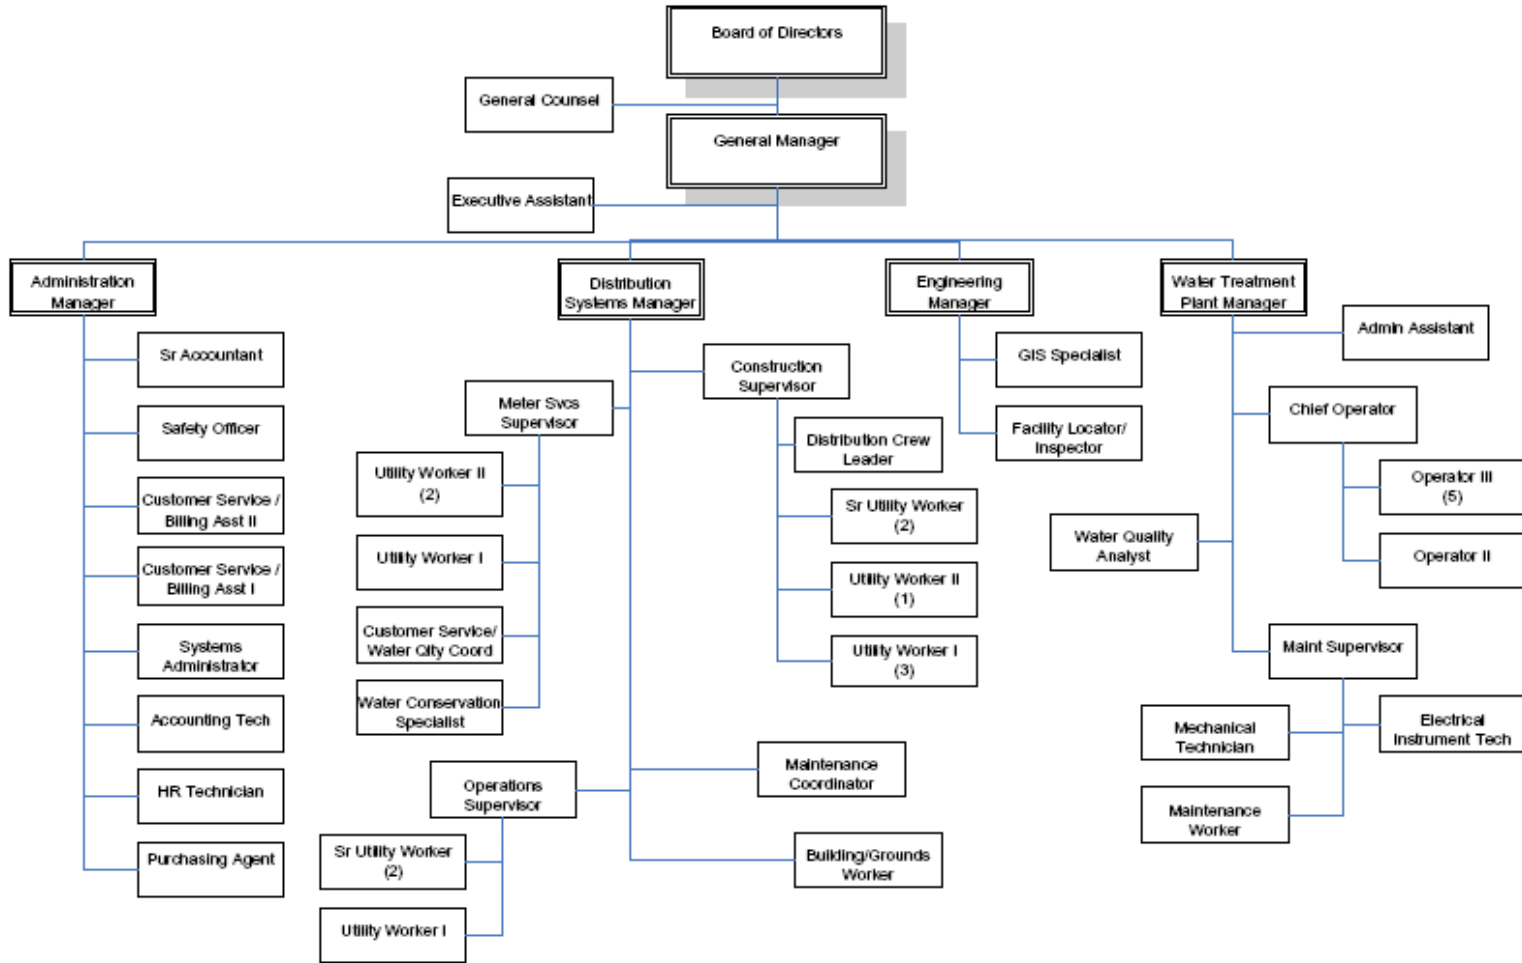 Board of Directors
General Counsel
General Manager
Executive Assistant
Administration
Manager
Distribution
Systems Manager
Engineering
Manager
Water Treatment
Plant Manager
Sr Accountant
Safety Officer
Customer Service /
Billing Asst II
Customer Service /
Billing Asst I
Systems
Administrator
Accounting Tech
HR Technician
Purchasing Agent
Meter Svcs
Supervisor
Utility Worker II
(2)
Utility Worker I
Customer Service/
Water Qlty Coord
Water Conservation
Specialist
Operations
Supervisor
Sr Utility Worker
(2)
Utility Worker I
Construction
Supervisor
Distribution Crew
Leader
Sr Utility Worker
(2)
Utility Worker II
(1)
Utility Worker I
(3)
Maintenance
Coordinator
Building/Grounds
Worker
GIS Specialist
Facility Locator/
Inspector
Admin Assistant
Chief Operator
Operator III
(5)
Operator II
Water Quality
Analyst
Maint Supervisor
Mechanical
Technician
Electrical
Instrument Tech
Maintenance
Worker